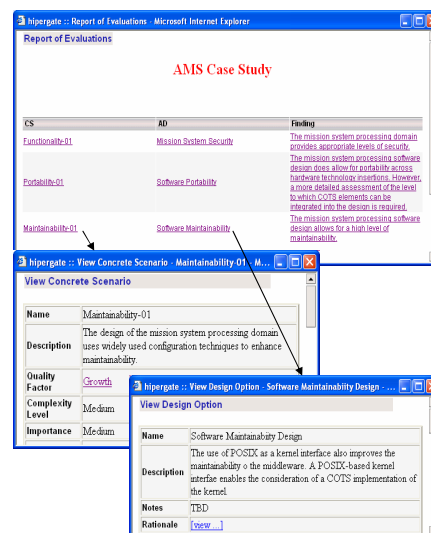 hipergate :: Report of Evaluations - Microsoft Internet Explorer
Report of Evaluations
AMS Case Study
CS AD Finding
Functionality-01 Mission System Security The mission system processing domain
provides appropriate levels of security.
The mission system processing software
design does allow for portability across
Portability-01 Software Portability hardware technology insertions. However,
a more detailed assessment of the level
to which COTS elements can be
integrated into the design is required.
The mission system processing software
Maintainability-01 Software Maintainability design allows for a high level of
maintainability.
hipergate :: View Concrete Scenario - Maintainability-01 - M...
View Concrete Scenario
Name Maintainability-01
The design of the mission system processing domain
Description uses widely used configuration techniques to enhance
maintainability.
Quality
Factor Growth
Complexity
Level Medium
Importance Medium
hipergate :: View Design Option - Software Maintainabiity Design - ...
View Design Option
Name Software Maintainabiity Design
The use of POSIX as a kernel interface also improves the
maintainability o the middleware. A POSIX-based kernel
Description interfae enables the consideration of a COTS implementation of
the kernel
Notes TBD
Rationale [view ...]